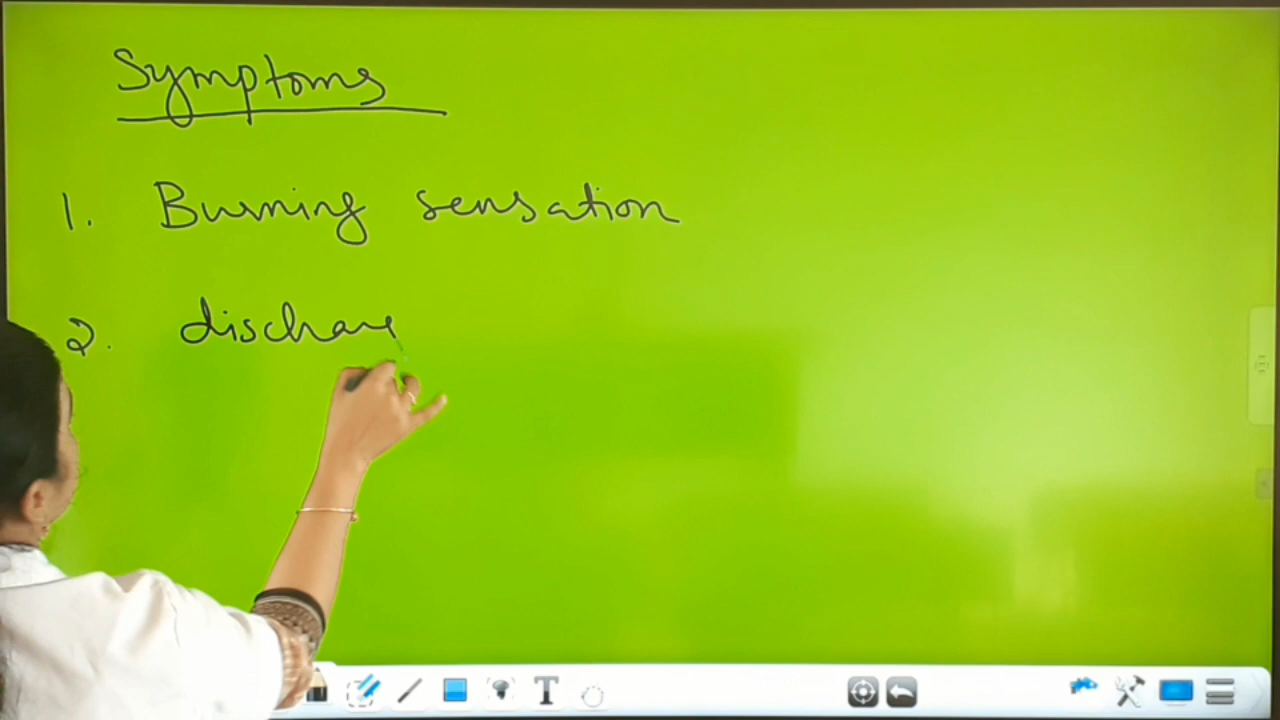 Symptoms
1. Burning sensation
2. dischar
T